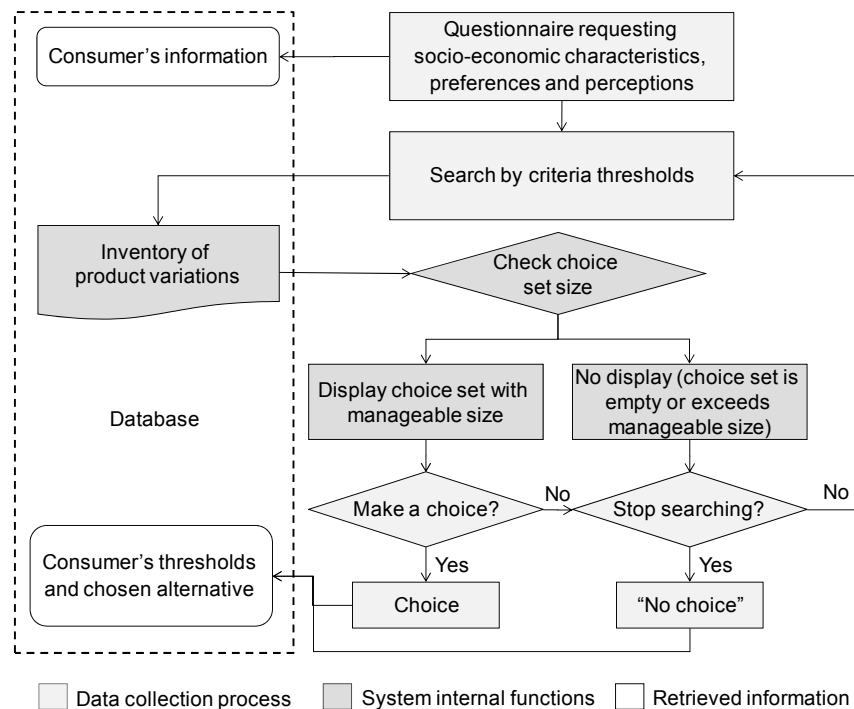 Consumer's information
Questionnaire requesting
socio-economic characteristics,
preferences and perceptions
Search by criteria thresholds
Inventory of
product variations
Check choice
set size
Display choice set with
manageable size
No display (choice set is
empty or exceeds
manageable size)
Database
Make a choice?
No
Stop searching?
No
Yes
Yes
Consumer's thresholds
and chosen alternative
Choice
“No choice”
Data collection process
System internal functions
Retrieved information